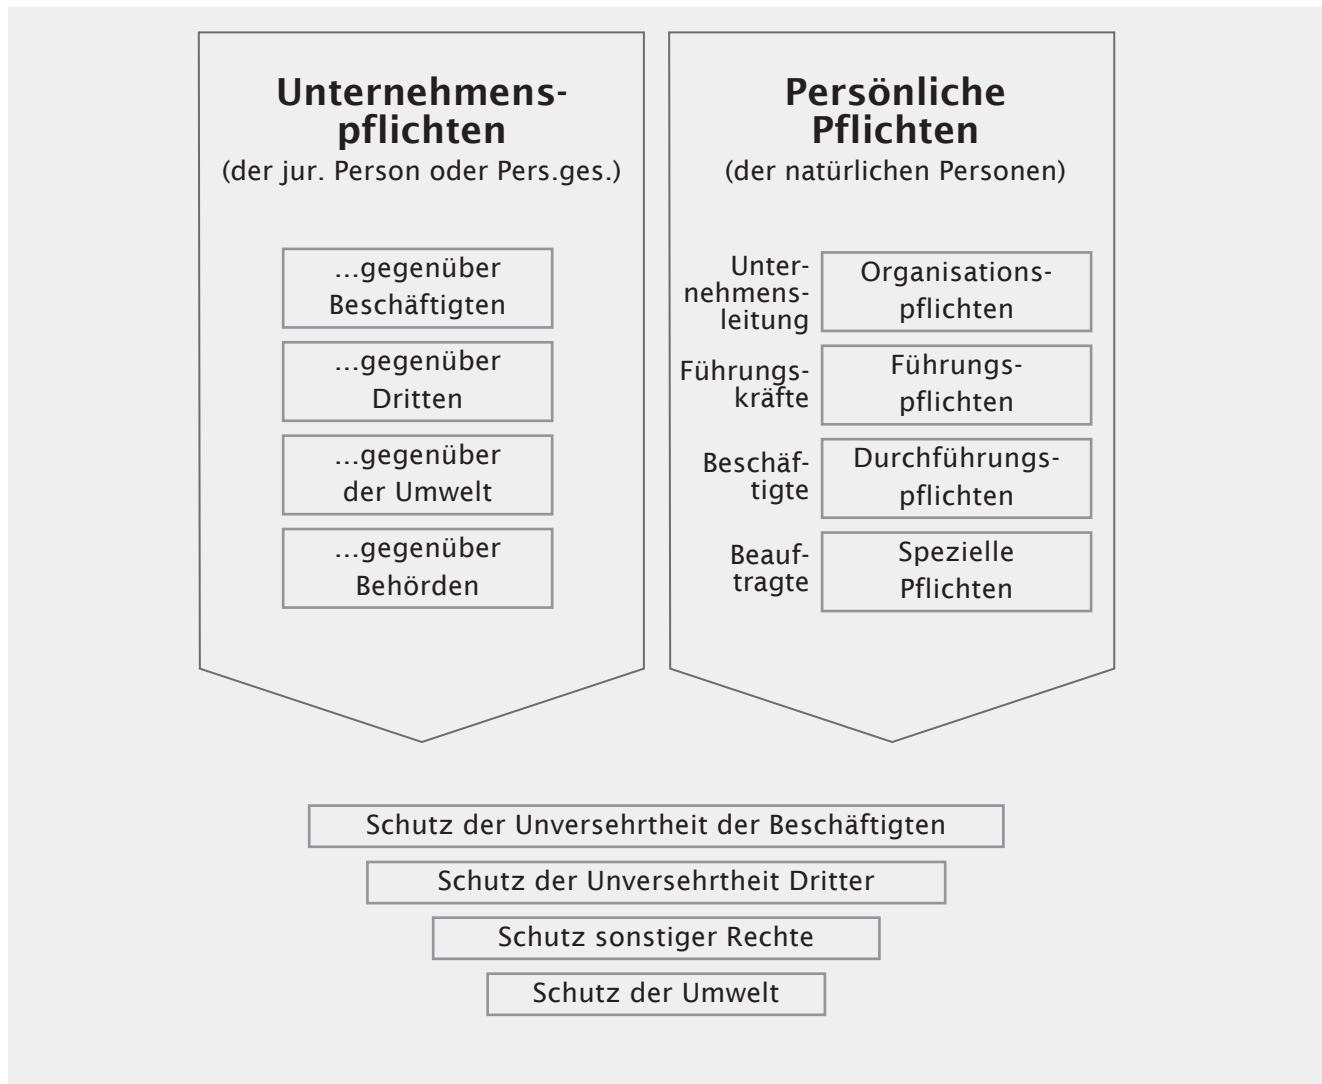 Unternehmens-
pflichten
(der jur. Person oder Pers.ges.)
...gegenüber
Beschäftigten
...gegenüber
Dritten
...gegenüber
der Umwelt
...gegenüber
Behörden
Persönliche
Pflichten
(der natürlichen Personen)
Unter-
nehmens-
leitung
Organisations-
pflichten
Führungs-
kräfte
Führungs-
pflichten
Beschäf-
tigte
Durchführungs-
pflichten
Beauf-
tragte
Spezielle
Pflichten
Schutz der Unversehrtheit der Beschäftigten
Schutz der Unversehrtheit Dritter
Schutz sonstiger Rechte
Schutz der Umwelt